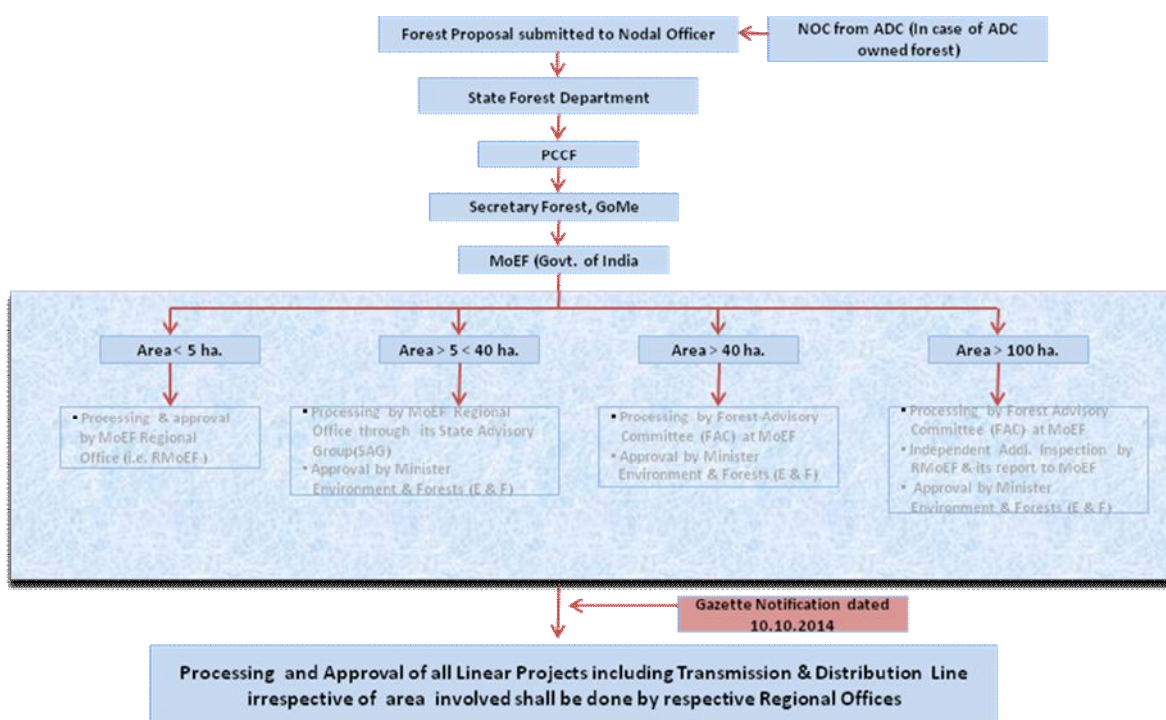 Forest Proposal submitted to Nodal Officer
NOC from ADC (In case of ADC
owned forest)
State Forest Department
PCCF
Secretary Forest, GoMe
MoEF (Govt. of India
Area < 5 ha.
Area > 5 < 40 ha.
Area > 40 ha.
Area > 100 ha.
▪ Processing & approval
by MoEF Regional
Office (i.e. RMoEF )
▪ Processing by MoEF Regional
Office through its State Advisory
Group(SAG)
• Approval by Minister
Environment & Forests (E & F)
▪ Processing by Forest Advisory
Committee (FAC) at MoEF
• Approval by Minister
Environment & Forests (E & F)
▪ Processing by Forest Advisory
Committee (FAC) at MoEF
• Independent Addl. Inspection by
RMoEF & its report to MoEF
• Approval by Minister
Environment & Forests (E & F)
Gazette Notification dated
10.10.2014
Processing and Approval of all Linear Projects including Transmission & Distribution Line
irrespective of area involved shall be done by respective Regional Offices